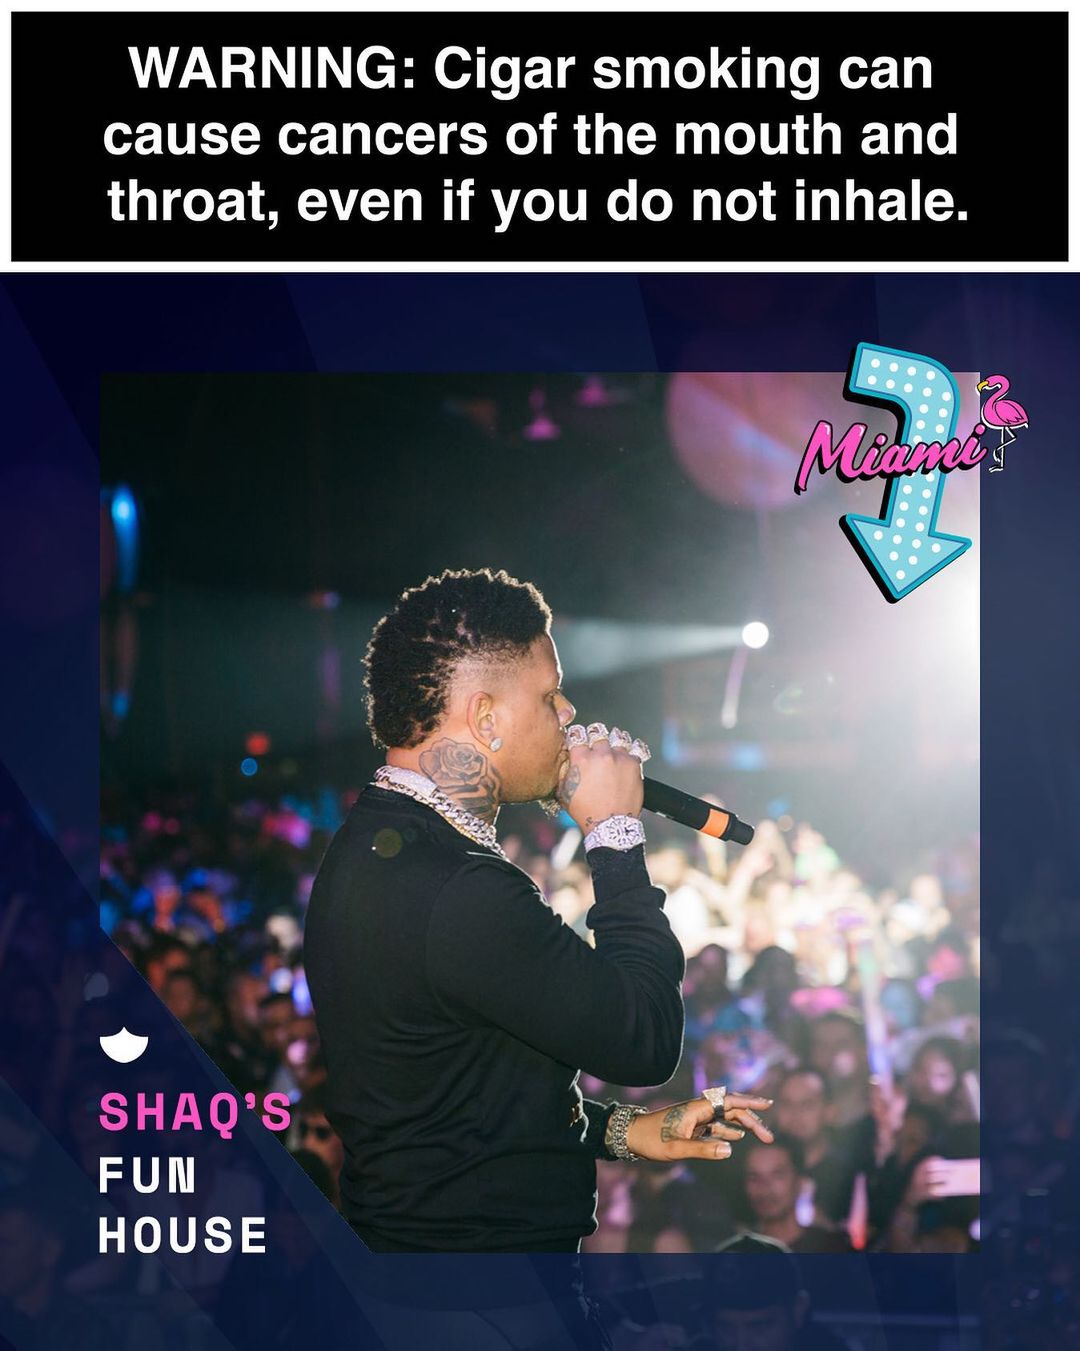 WARNING: Cigar smoking can
cause cancers of the mouth and
throat, even if you do not inhale.
Miami
SHAQ'S
FUN
HOUSE